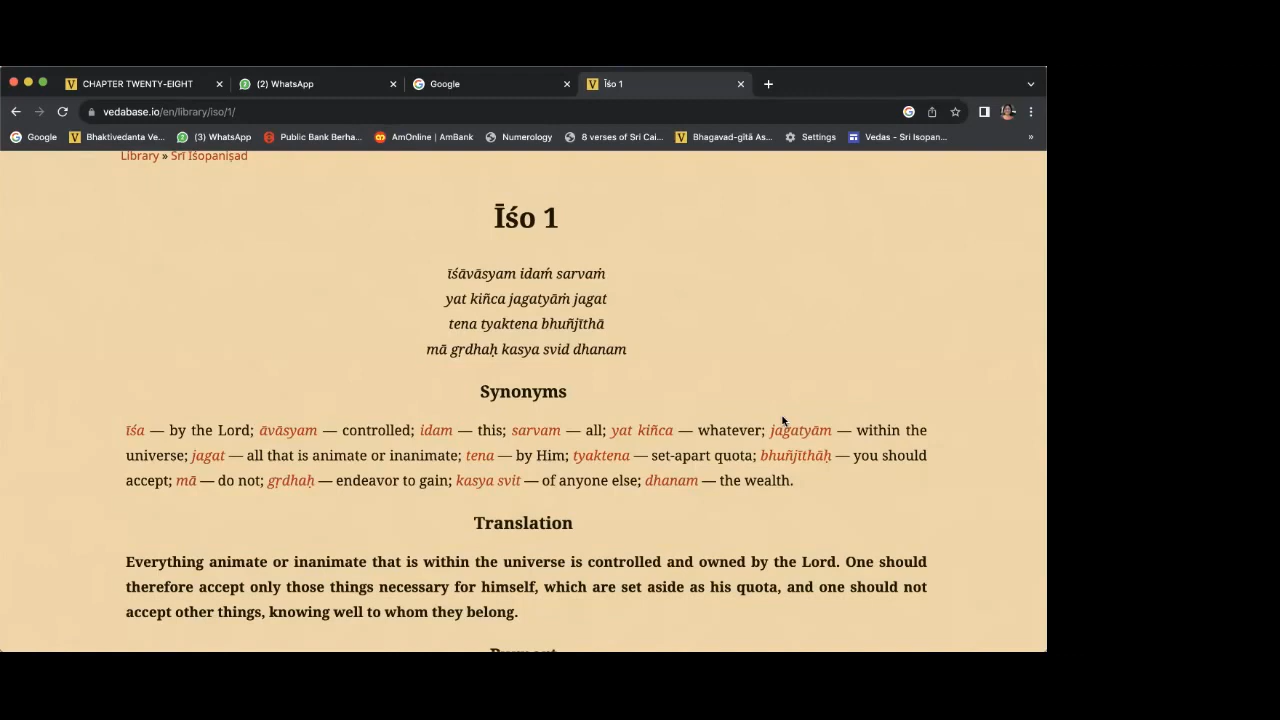 CHAPTER TWENTY-EIGHT
(2) WhatsApp
Google
Īśo 1
vedabase.io/en/library/iso/1/
Google
Bhaktivedanta Ve...
(3) WhatsApp
Public Bank Berha...
AmOnline | AmBank
Numerology
8 verses of Sri Cai...
Bhagavad-gītā As...
Settings
Vedas - Sri Isopan...
»
Library » Śrī Īśopaniṣad
Īśo 1
īśāvāsyam idaṁ sarvaṁ
yat kiñca jagatyāṁ jagat
tena tyaktena bhuñjīthā
mā gṛdhaḥ kasya svid dhanam
Synonyms
īśa — by the Lord; āvāsyam — controlled; idam — this; sarvam — all; yat kiñca — whatever; jagatyām — within the
universe; jagat — all that is animate or inanimate; tena — by Him; tyaktena — set-apart quota; bhuñjīthāḥ — you should
accept; mā — do not; gṛdhaḥ — endeavor to gain; kasya svit — of anyone else; dhanam — the wealth.
Translation
Everything animate or inanimate that is within the universe is controlled and owned by the Lord. One should
therefore accept only those things necessary for himself, which are set aside as his quota, and one should not
accept other things, knowing well to whom they belong.